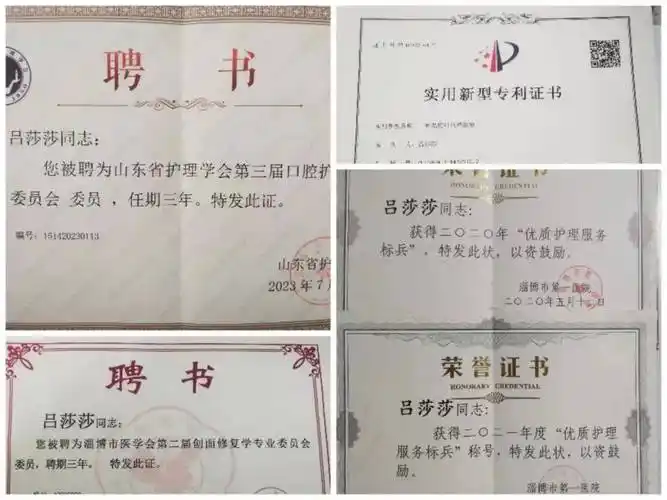 聘 书
吕莎莎同志:
您被聘为山东省护理学会第三届口腔护
委员会 委员 ，任期三年。特发此证。
编号: 151420230113
山东省护
2023年7月
聘 书
吕莎莎同志:
您被聘为淄博市医学会第二届创面修复学专业委员会
委员，聘期三年。 特发此证。
实用新型专利证书
荣誉证书
HONORARY CREDENTIAL
吕莎莎同志:
获得二〇二〇年“优质护理服务
标兵”，特发此状，以资鼓励。
淄博市第一医院
二〇二〇年五月十二日
荣誉证书
HONORARY CREDENTIAL
吕莎莎同志:
获得二〇二一年度“优质护理
服务标兵”称号，特发此状，以资鼓
励。
淄博市第一医院